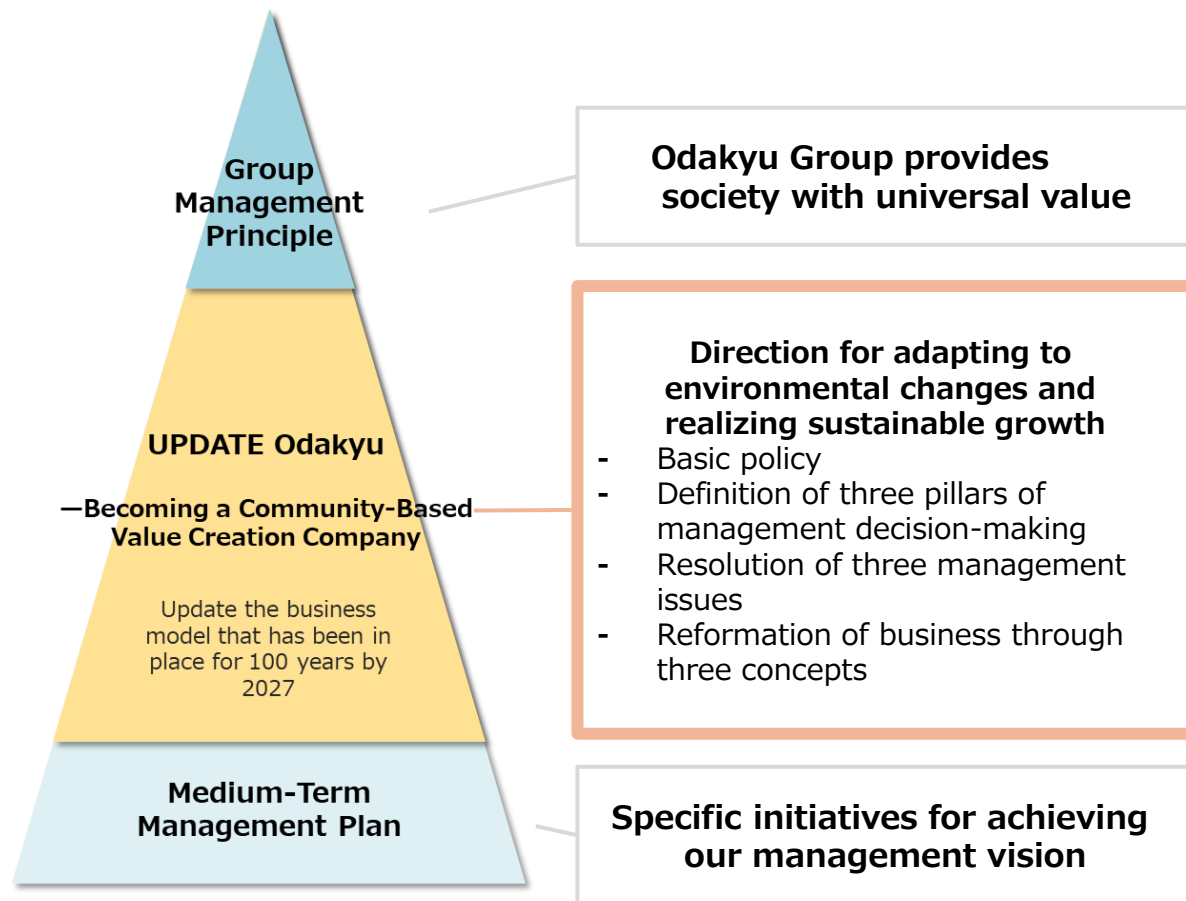 Group
Management
Principle
Odakyu Group provides
society with universal value
UPDATE Odakyu
—Becoming a Community-Based
Value Creation Company
Update the business
model that has been in
place for 100 years by
2027
Direction for adapting to
environmental changes and
realizing sustainable growth
- Basic policy
- Definition of three pillars of
management decision-making
- Resolution of three management
issues
- Reformation of business through
three concepts
Medium-Term
Management Plan
Specific initiatives for achieving
our management vision